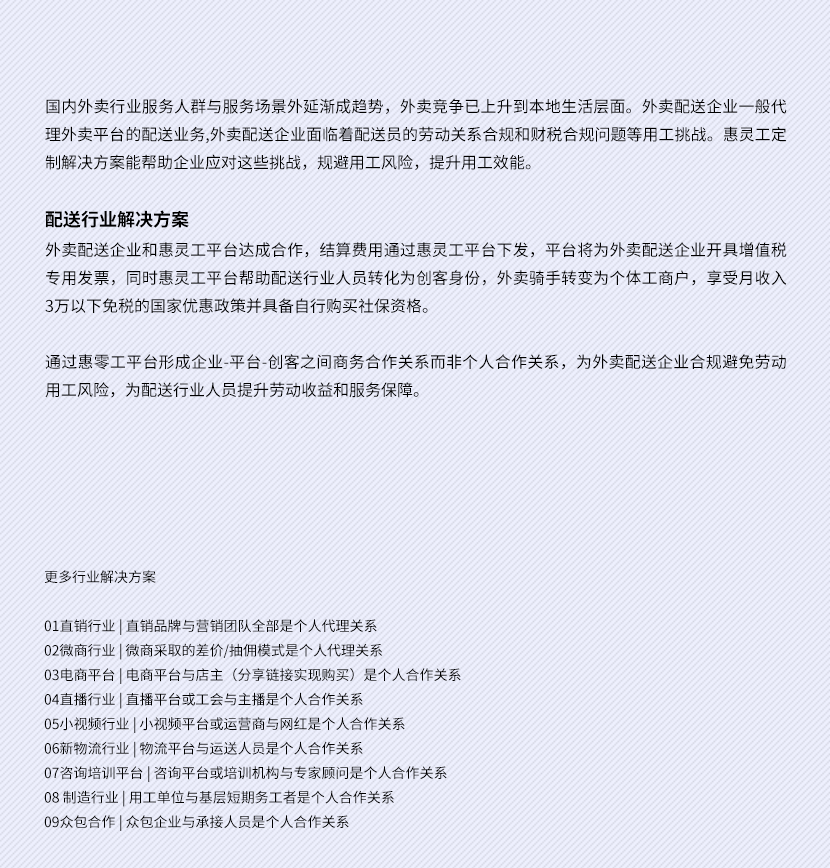 国内外卖行业服务人群与服务场景外延渐成趋势，外卖竞争已上升到本地生活层面。外卖配送企业一般代
理外卖平台的配送业务,外卖配送企业面临着配送员的劳动关系合规和财税合规问题等用工挑战。惠灵工定
制解决方案能帮助企业应对这些挑战，规避用工风险，提升用工效能。
配送行业解决方案
外卖配送企业和惠灵工平台达成合作，结算费用通过惠灵工平台下发，平台将为外卖配送企业开具增值税
专用发票，同时惠灵工平台帮助配送行业人员转化为创客身份，外卖骑手转变为个体工商户，享受月收入
3万以下免税的国家优惠政策并具备自行购买社保资格。
通过惠零工平台形成企业-平台-创客之间商务合作关系而非个人合作关系，为外卖配送企业合规避免劳动
用工风险，为配送行业人员提升劳动收益和服务保障。
更多行业解决方案
01直销行业 | 直销品牌与营销团队全部是个人代理关系
02微商行业 | 微商采取的差价/抽佣模式是个人代理关系
03电商平台 | 电商平台与店主（分享链接实现购买）是个人合作关系
04直播行业 | 直播平台或工会与主播是个人合作关系
05小视频行业 | 小视频平台或运营商与网红是个人合作关系
06新物流行业 | 物流平台与运送人员是个人合作关系
07咨询培训平台 | 咨询平台或培训机构与专家顾问是个人合作关系
08 制造行业 | 用工单位与基层短期务工者是个人合作关系
09众包合作 | 众包企业与承接人员是个人合作关系